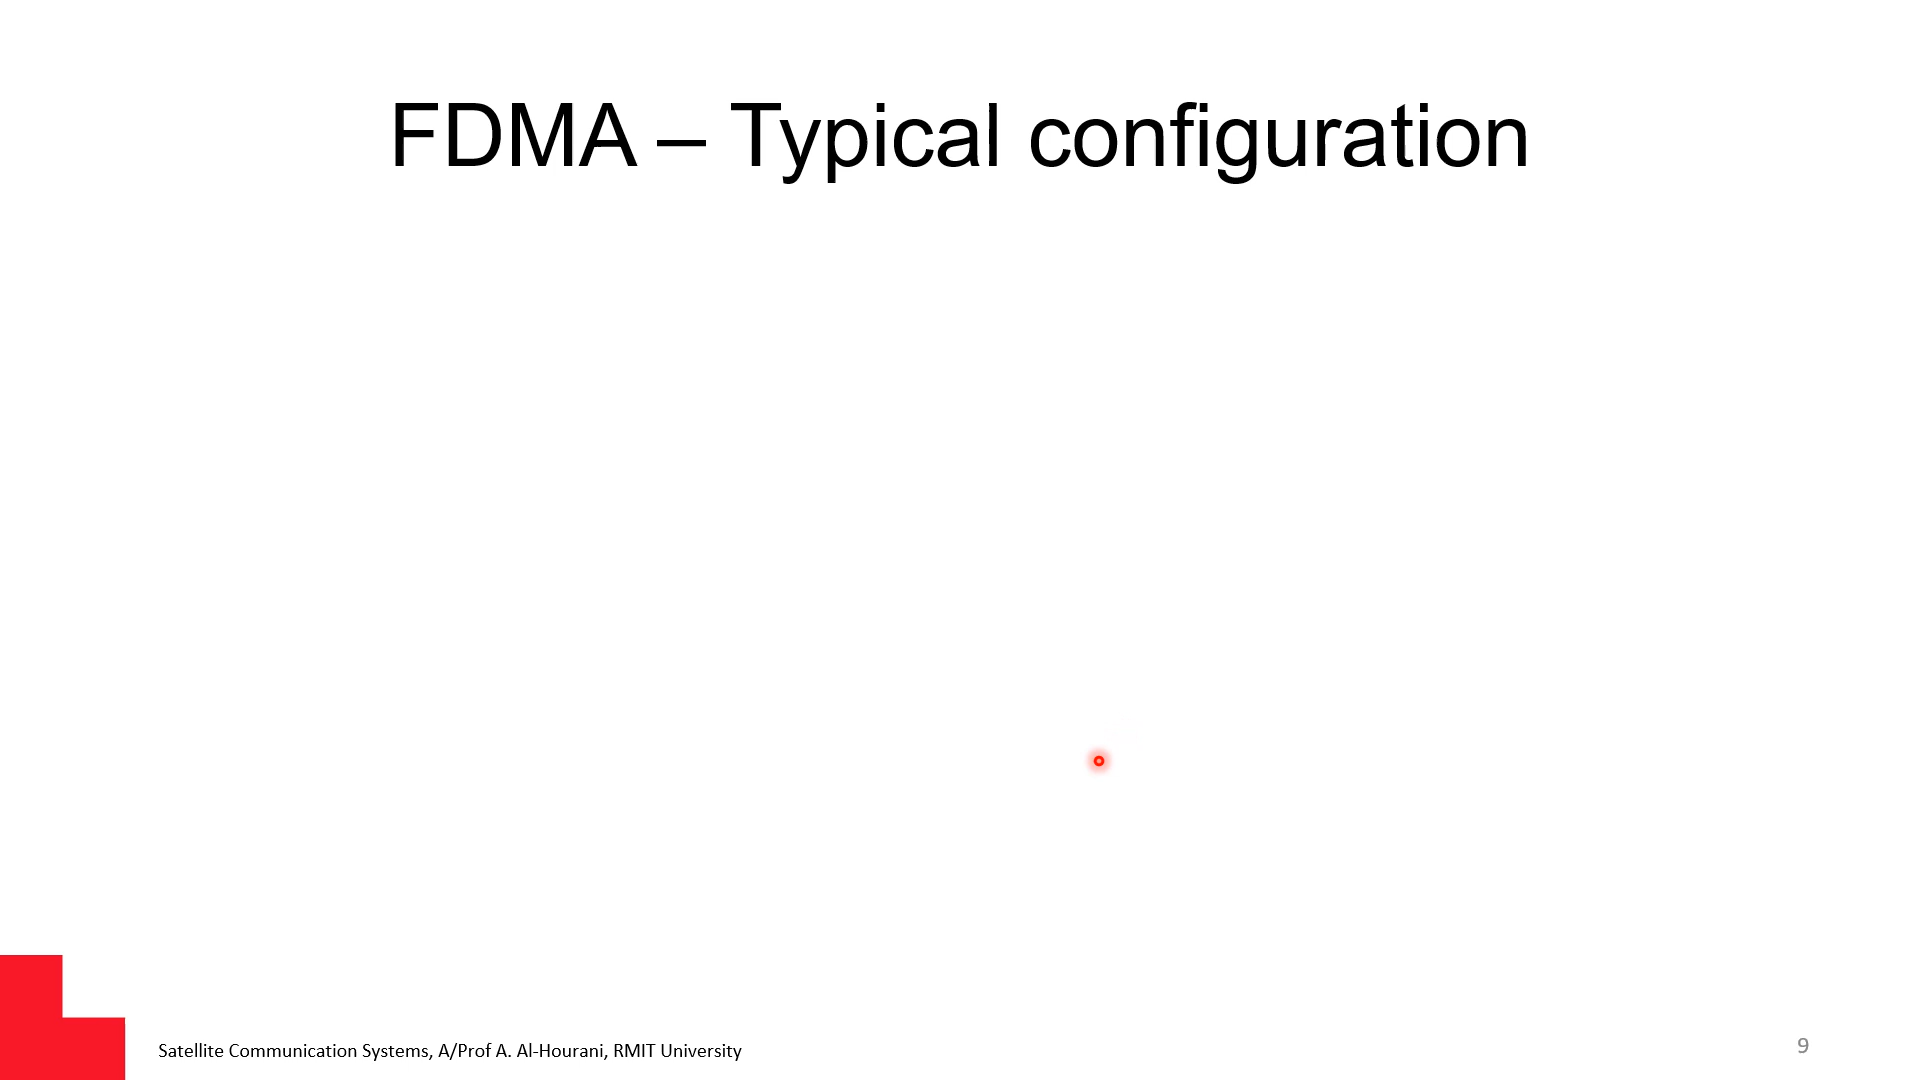 FDMA – Typical configuration
Satellite Communication Systems, A/Prof A. Al-Hourani, RMIT University
9